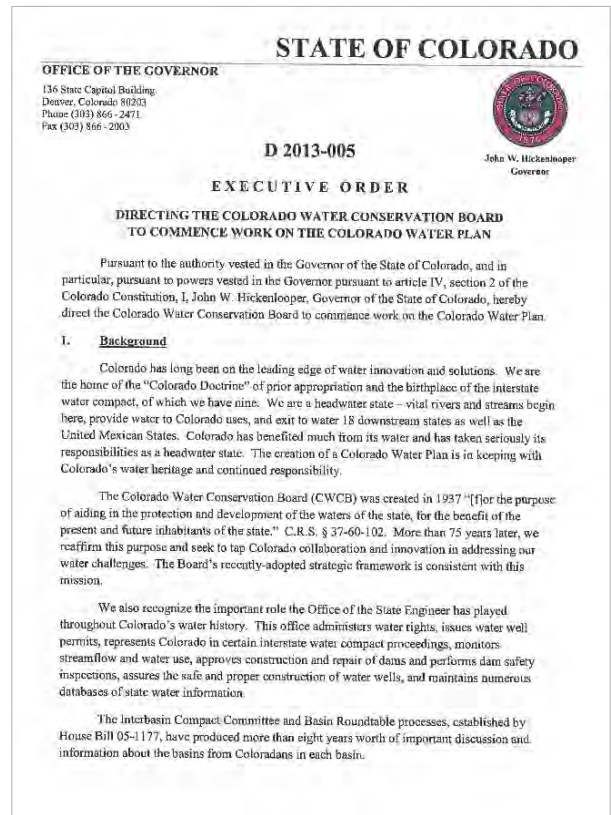 STATE OF COLORADO
OFFICE OF THE GOVERNOR
136 State Capitol Building
Denver, Colorado 80203
Phone (303) 866 - 2471
Fax (303) 866 - 2003
John W. Hickenlooper
Governor
D 2013-005
EXECUTIVE ORDER
DIRECTING THE COLORADO WATER CONSERVATION BOARD
TO COMMENCE WORK ON THE COLORADO WATER PLAN
Pursuant to the authority vested in the Governor of the State of Colorado, and in
particular, pursuant to powers vested in the Governor pursuant to article IV, section 2 of the
Colorado Constitution, I, John W. Hickenlooper, Governor of the State of Colorado, hereby
direct the Colorado Water Conservation Board to commence work on the Colorado Water Plan.
I. Background
Colorado has long been on the leading edge of water innovation and solutions. We are
the home of the “Colorado Doctrine” of prior appropriation and the birthplace of the interstate
water compact, of which we have nine. We are a headwater state – vital rivers and streams begin
here, provide water to Colorado uses, and exit to water 18 downstream states as well as the
United Mexican States. Colorado has benefited much from its water and has taken seriously its
responsibilities as a headwater state. The creation of a Colorado Water Plan is in keeping with
Colorado’s water heritage and continued responsibility.
The Colorado Water Conservation Board (CWCB) was created in 1937 “[f]or the purpose
of aiding in the protection and development of the waters of the state, for the benefit of the
present and future inhabitants of the state.” C.R.S. § 37-60-102. More than 75 years later, we
reaffirm this purpose and seek to tap Colorado collaboration and innovation in addressing our
water challenges. The Board’s recently-adopted strategic framework is consistent with this
mission.
We also recognize the important role the Office of the State Engineer has played
throughout Colorado’s water history. This office administers water rights, issues water well
permits, represents Colorado in certain interstate water compact proceedings, monitors
streamflow and water use, approves construction and repair of dams and performs dam safety
inspections, assures the safe and proper construction of water wells, and maintains numerous
databases of state water information.
The Interbasin Compact Committee and Basin Roundtable processes, established by
House Bill 05-1177, have produced more than eight years worth of important discussion and
information about the basins from Coloradans in each basin.